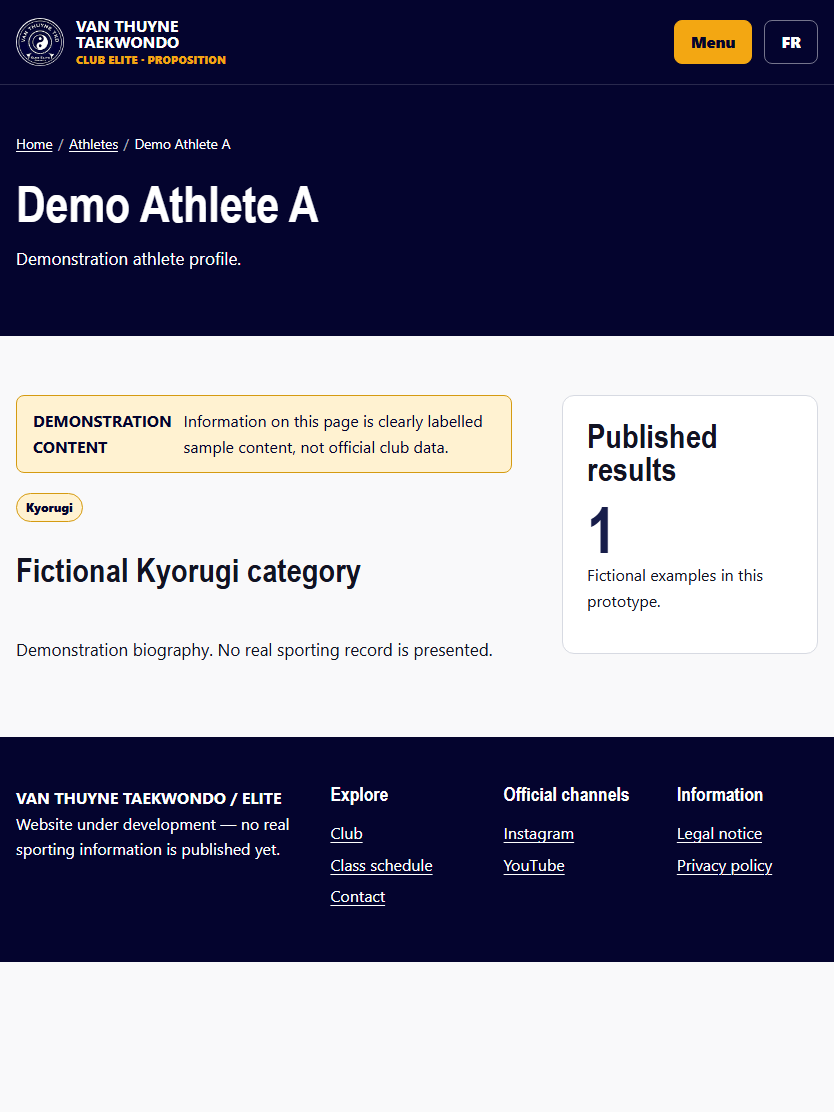 VAN THUYNE
TAEKWONDO
CLUB ELITE · PROPOSITION
Menu
FR
Home / Athletes / Demo Athlete A
Demo Athlete A
Demonstration athlete profile.
DEMONSTRATION CONTENT
Information on this page is clearly labelled
sample content, not official club data.
Kyorugi
Fictional Kyorugi category
Demonstration biography. No real sporting record is presented.
Published
results
1
Fictional examples in this
prototype.
VAN THUYNE TAEKWONDO / ELITE
Website under development — no real
sporting information is published yet.
Explore
Club
Class schedule
Contact
Official channels
Instagram
YouTube
Information
Legal notice
Privacy policy